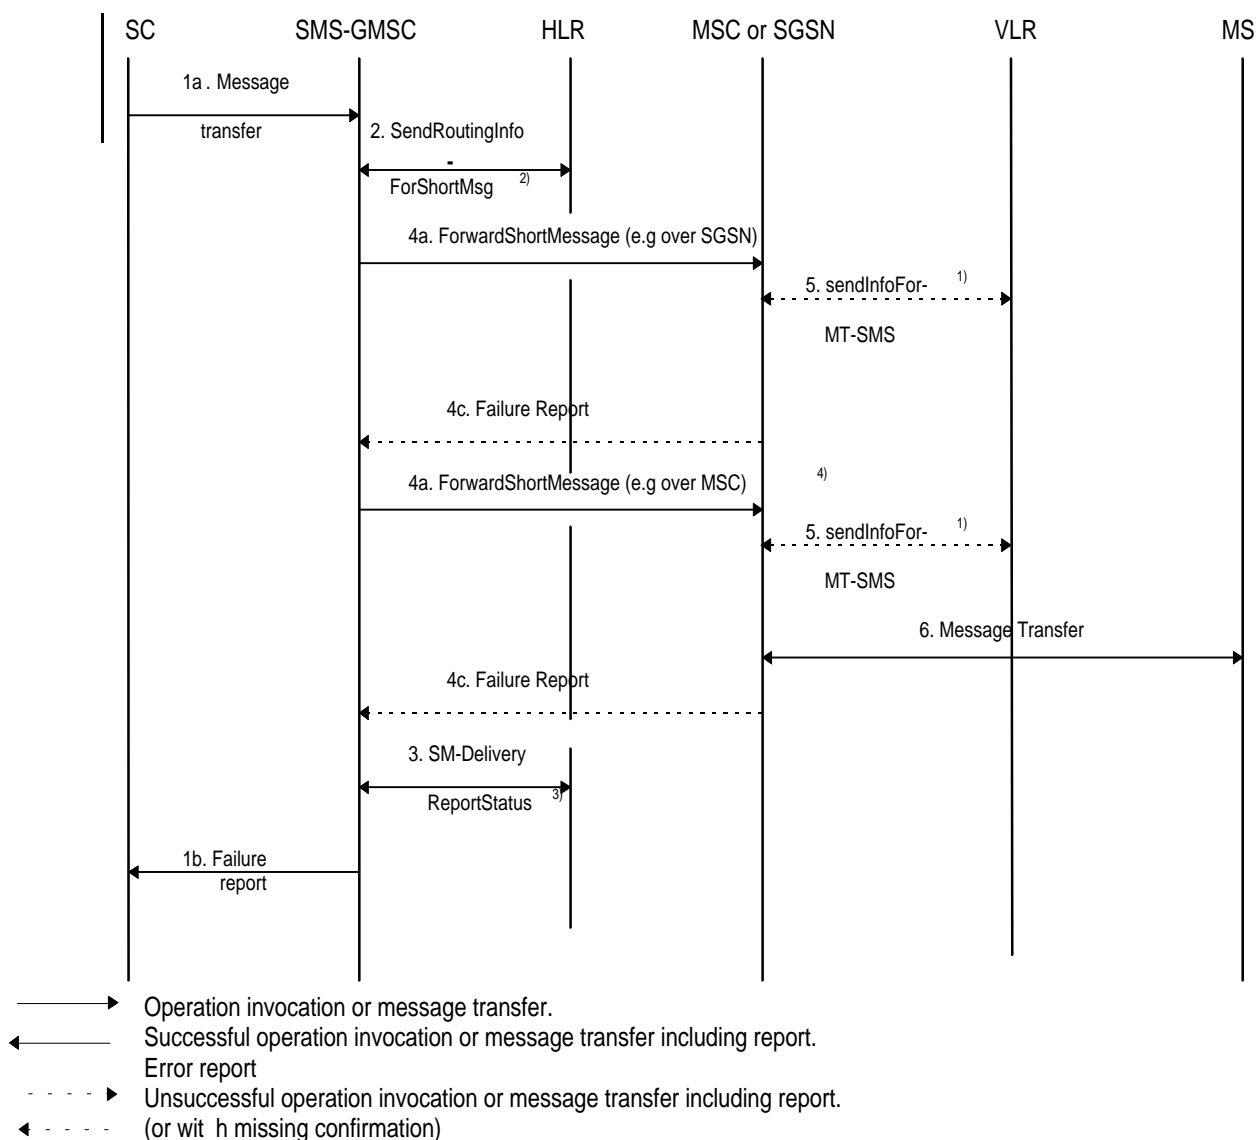 SC SMS-GMSC HLR MSC or SGSN VLR MS
1a . Message
transfer
2. SendRoutingInfo
-
ForShortMsg 2)
4a. ForwardShortMessage (e.g over SGSN)
5. sendInfoFor- 1)
MT-SMS
4c. Failure Report
4a. ForwardShortMessage (e.g over MSC) 4)
5. sendInfoFor- 1)
MT-SMS
6. Message Transfer
4c. Failure Report
3. SM-Delivery
ReportStatus 3)
1b. Failure
report
Operation invocation or message transfer.
Successful operation invocation or message transfer including report.
Error report
Unsuccessful operation invocation or message transfer including report.
(or wit h missing confirmation)